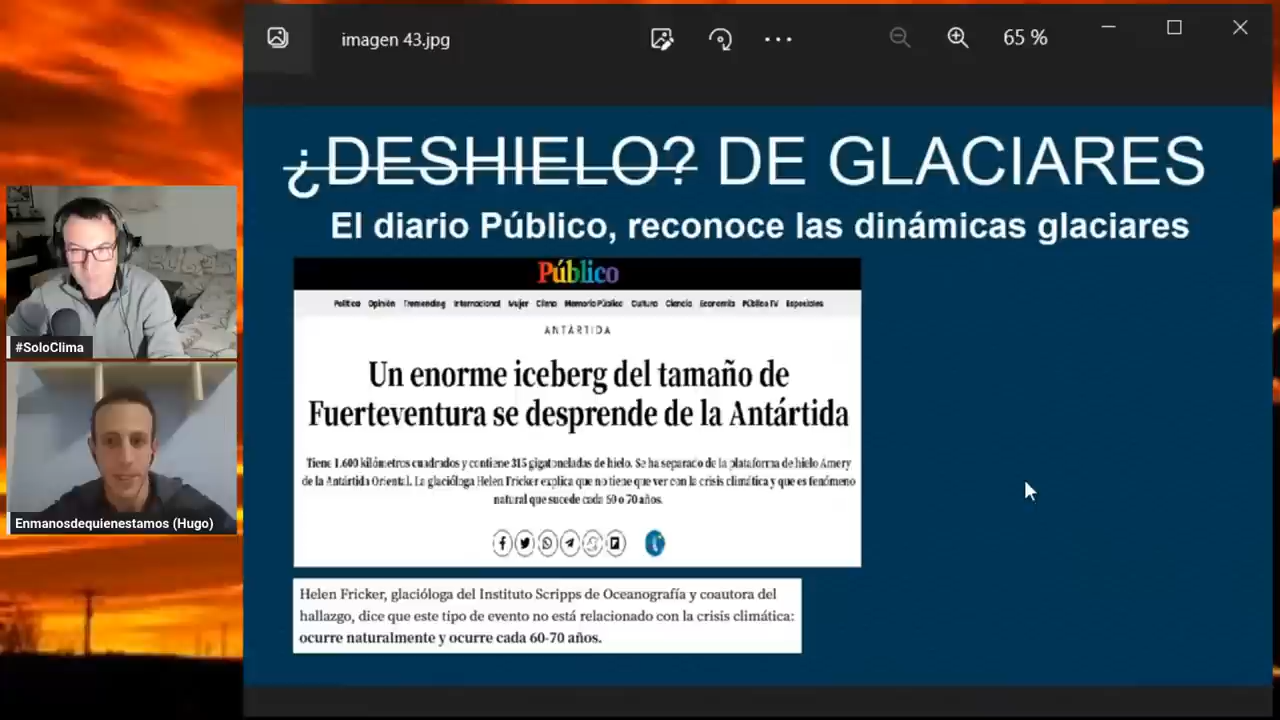 imagen 43.jpg
65 %
¿DESHIELO? DE GLACIARES
El diario Público, reconoce las dinámicas glaciares
Público
Política Opinión Tremending Internacional Mujer Clima Memoria Pública Cultura Ciencia Economía Público TV Especiales
ANTÁRTIDA
Un enorme iceberg del tamaño de
Fuerteventura se desprende de la Antártida
Tiene 1.600 kilómetros cuadrados y contiene 315 gigatoneladas de hielo. Se ha separado de la plataforma de hielo Amery
de la Antártida Oriental. La glacióloga Helen Fricker explica que no tiene que ver con la crisis climática y que es fenómeno
natural que sucede cada 60 o 70 años.
Helen Fricker, glacióloga del Instituto Scripps de Oceanografía y coautora del
hallazgo, dice que este tipo de evento no está relacionado con la crisis climática:
ocurre naturalmente y ocurre cada 60-70 años.
#SoloClima
Enmanosdequienestamos (Hugo)